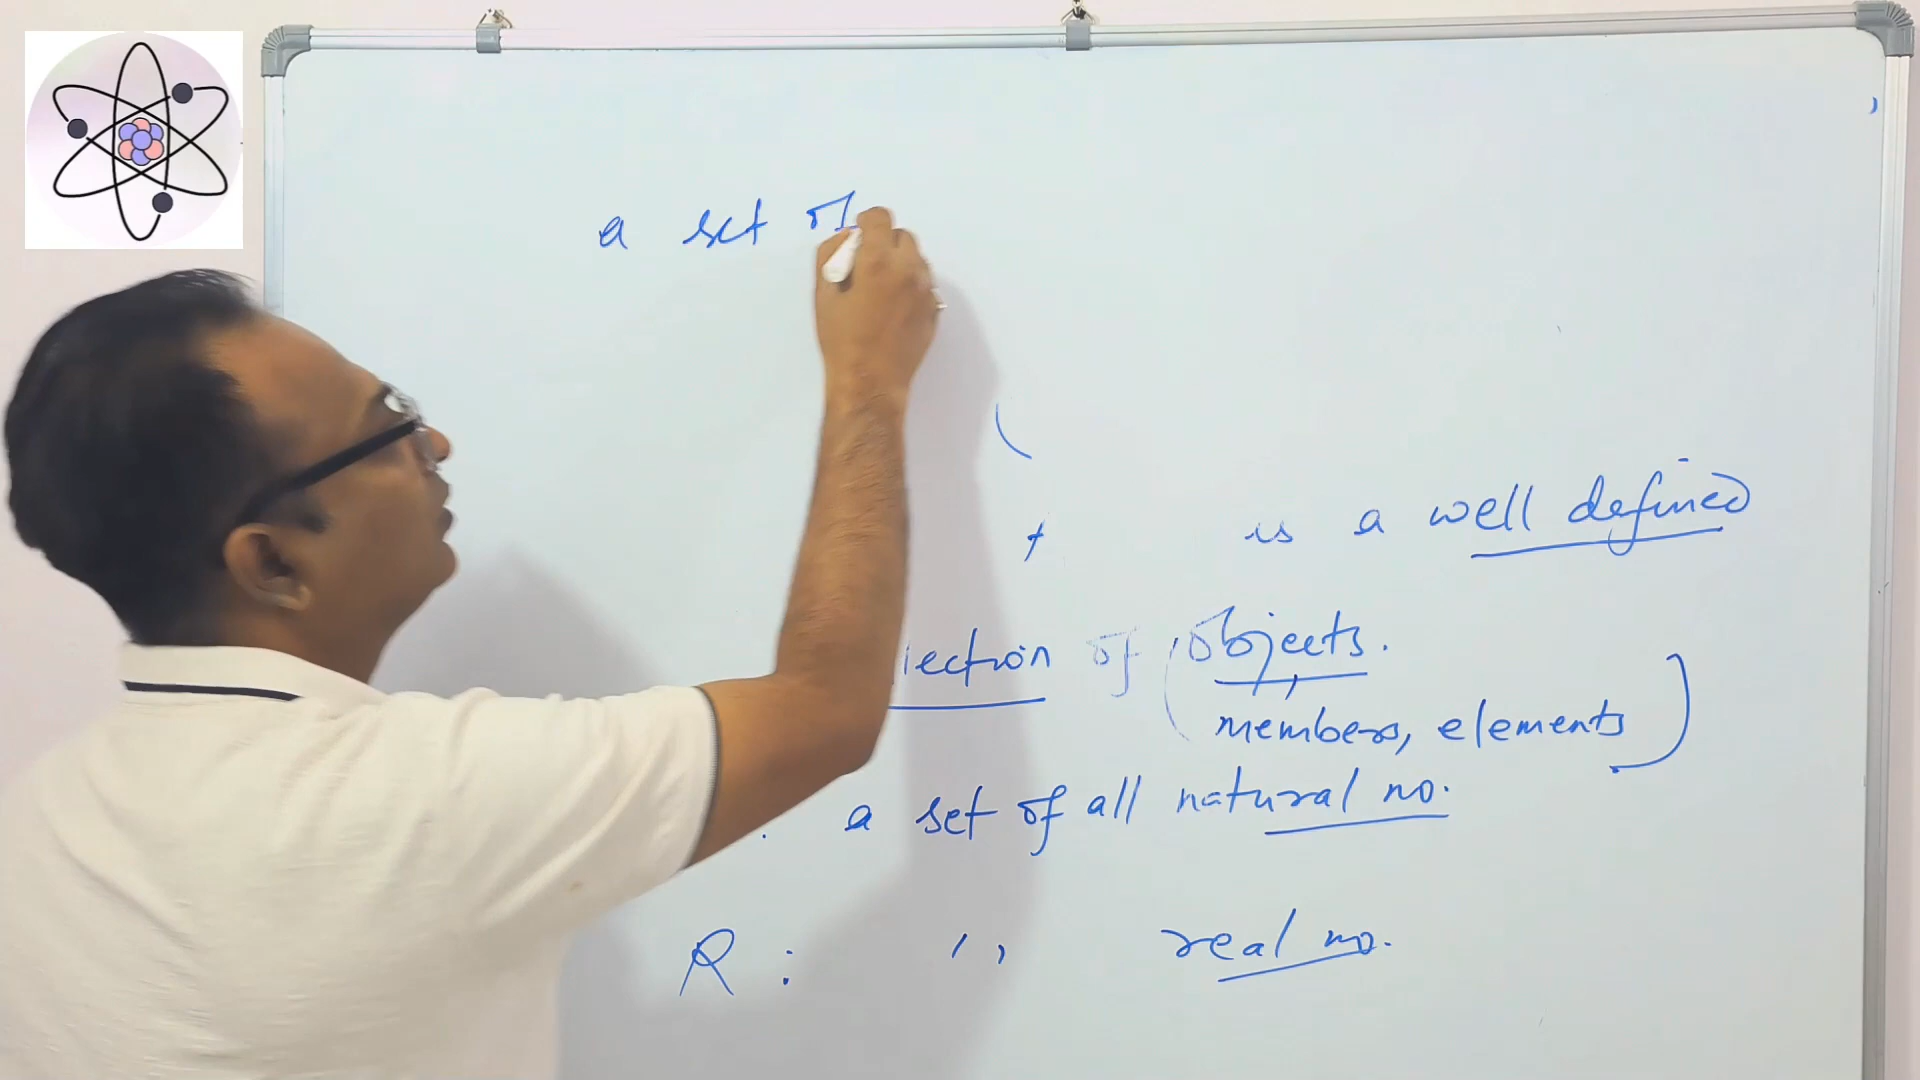 a set of
is a well defined
lection of objects.
members, elements
a set of all natural no.
R : ,, real no.